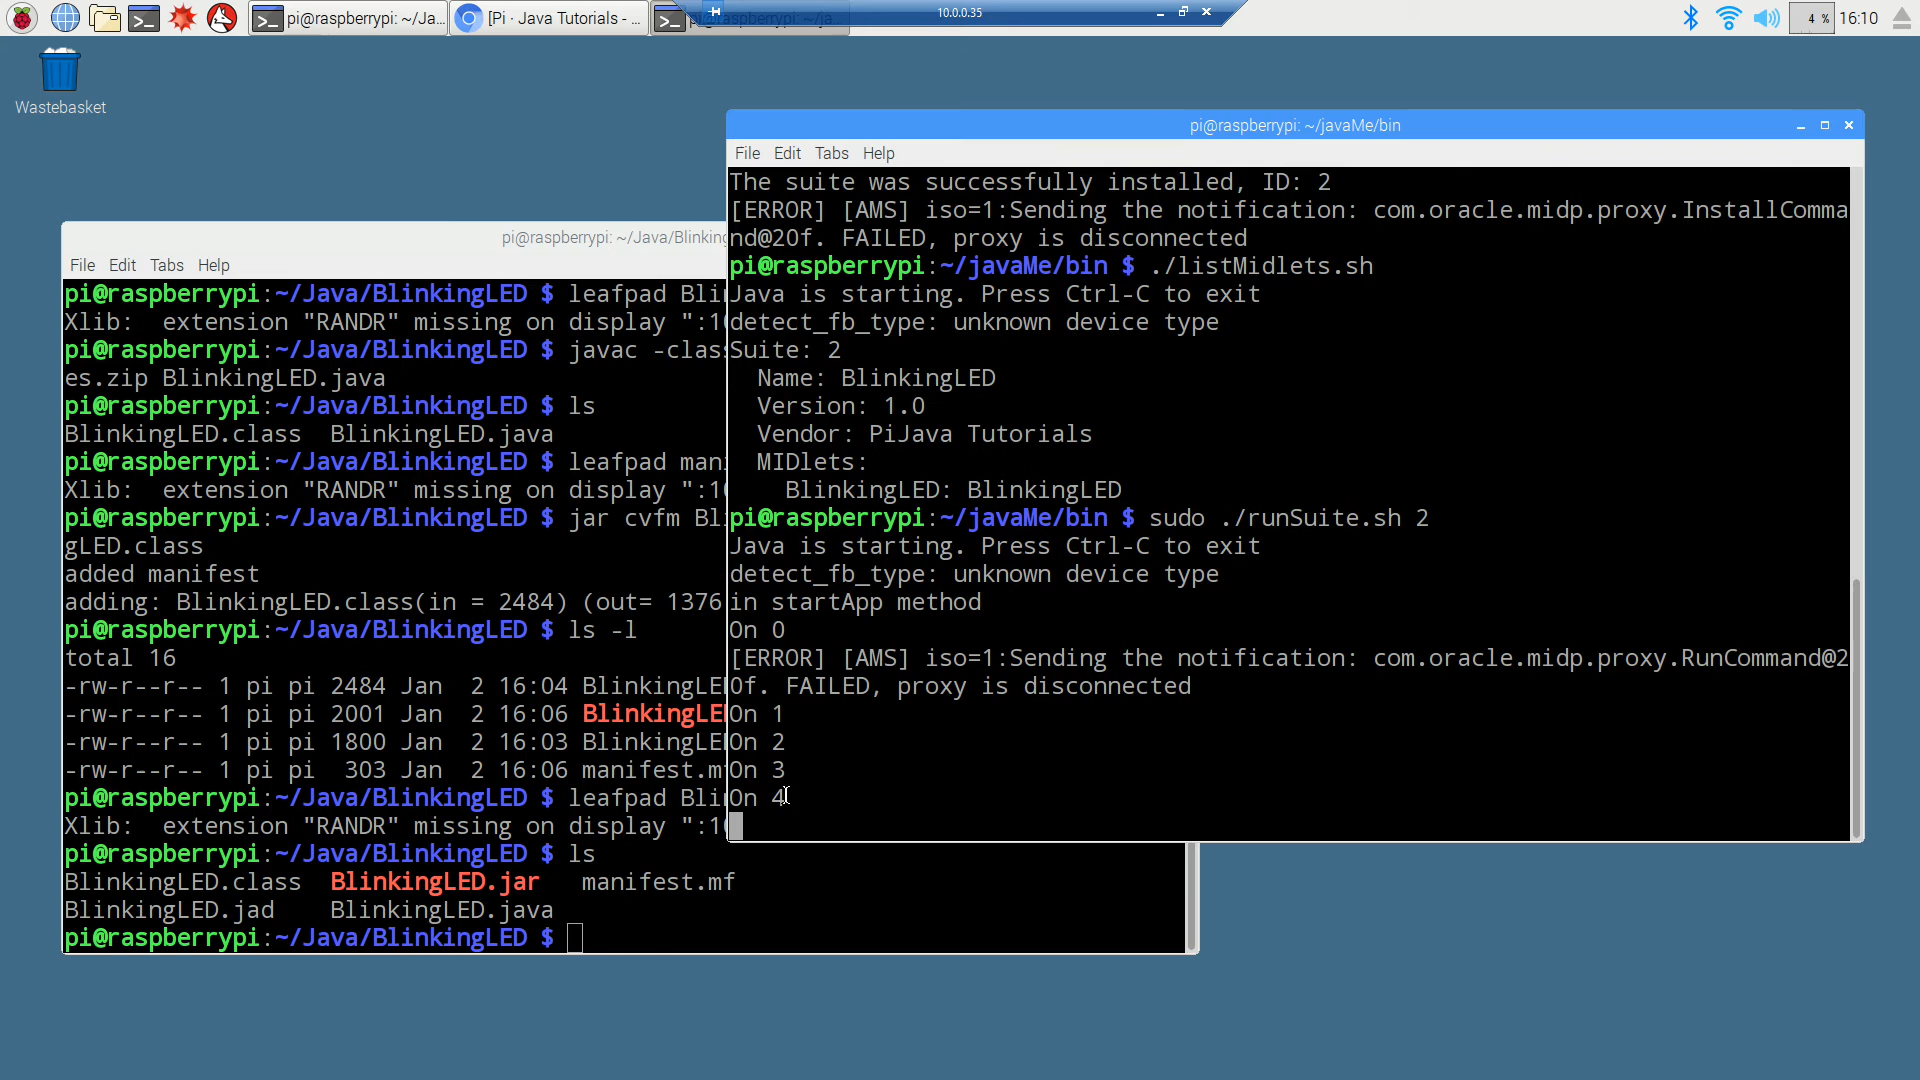 pi@raspberrypi: ~/Ja...
[Pi · Java Tutorials - ...
pi@raspberrypi: ~/ja...
10.0.0.35
4 %
16:10
Wastebasket
pi@raspberrypi: ~/Java/Blinking
File Edit Tabs Help
pi@raspberrypi:~/Java/BlinkingLED $ leafpad Bli
Xlib:  extension "RANDR" missing on display ":1
pi@raspberrypi:~/Java/BlinkingLED $ javac -clas
es.zip BlinkingLED.java
pi@raspberrypi:~/Java/BlinkingLED $ ls
BlinkingLED.class  BlinkingLED.java
pi@raspberrypi:~/Java/BlinkingLED $ leafpad man
Xlib:  extension "RANDR" missing on display ":1
pi@raspberrypi:~/Java/BlinkingLED $ jar cvfm Bl
gLED.class
added manifest
adding: BlinkingLED.class(in = 2484) (out= 1376
pi@raspberrypi:~/Java/BlinkingLED $ ls -l
total 16
-rw-r--r-- 1 pi pi 2484 Jan  2 16:04 BlinkingLE
-rw-r--r-- 1 pi pi 2001 Jan  2 16:06 BlinkingLE
-rw-r--r-- 1 pi pi 1800 Jan  2 16:03 BlinkingLE
-rw-r--r-- 1 pi pi  303 Jan  2 16:06 manifest.m
pi@raspberrypi:~/Java/BlinkingLED $ leafpad Bli
Xlib:  extension "RANDR" missing on display ":1
pi@raspberrypi:~/Java/BlinkingLED $ ls
BlinkingLED.class  BlinkingLED.jar   manifest.mf
BlinkingLED.jad    BlinkingLED.java
pi@raspberrypi:~/Java/BlinkingLED $
pi@raspberrypi: ~/javaMe/bin
File Edit Tabs Help
The suite was successfully installed, ID: 2
[ERROR] [AMS] iso=1:Sending the notification: com.oracle.midp.proxy.InstallComma
nd@20f. FAILED, proxy is disconnected
pi@raspberrypi:~/javaMe/bin $ ./listMidlets.sh
Java is starting. Press Ctrl-C to exit
detect_fb_type: unknown device type
Suite: 2
  Name: BlinkingLED
  Version: 1.0
  Vendor: PiJava Tutorials
  MIDlets:
    BlinkingLED: BlinkingLED
pi@raspberrypi:~/javaMe/bin $ sudo ./runSuite.sh 2
Java is starting. Press Ctrl-C to exit
detect_fb_type: unknown device type
in startApp method
On 0
[ERROR] [AMS] iso=1:Sending the notification: com.oracle.midp.proxy.RunCommand@2
0f. FAILED, proxy is disconnected
On 1
On 2
On 3
On 4